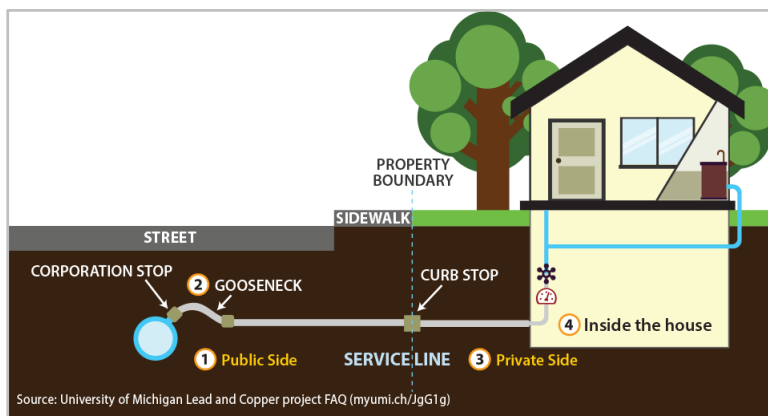 PROPERTY
BOUNDARY
SIDEWALK
STREET
CORPORATION STOP
2
GOOSENECK
CURB STOP
4 Inside the house
1 Public Side
SERVICE LINE
3 Private Side
Source: University of Michigan Lead and Copper project FAQ (myumi.ch/JgG1g)